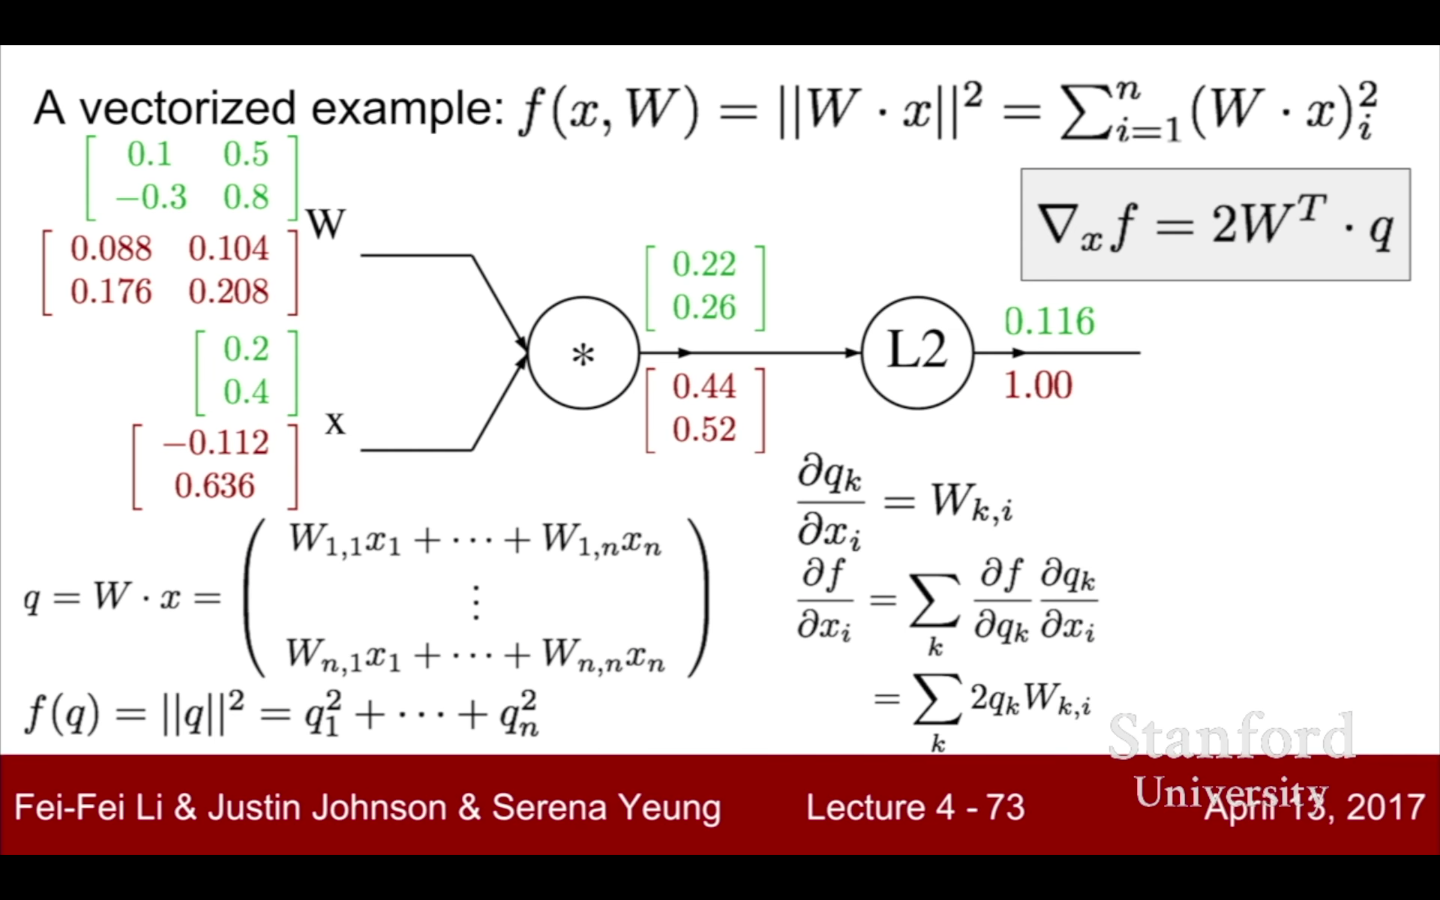 A vectorized example: f(x, W) = ||W · x||² = ∑ⁿᵢ₌₁(W · x)²ᵢ
[ 0.1 0.5
−0.3 0.8 ]
W
[ 0.088 0.104
0.176 0.208 ]
∇ₓf = 2Wᵀ · q
[ 0.22
0.26 ]
[ 0.2
0.4 ]
x
[ −0.112
0.636 ]
*
[ 0.44
0.52 ]
L2
0.116
1.00
∂qₖ/∂xᵢ = Wₖ,ᵢ
∂f/∂xᵢ = ∑ₖ ∂f/∂qₖ ∂qₖ/∂xᵢ
= ∑ₖ 2qₖWₖ,ᵢ
q = W · x = ( W₁,₁x₁ + ⋯ + W₁,ₙxₙ
⋮
Wₙ,₁x₁ + ⋯ + Wₙ,ₙxₙ )
f(q) = ||q||² = q₁² + ⋯ + qₙ²
Stanford
University
Fei-Fei Li & Justin Johnson & Serena Yeung Lecture 4 - 73 April 13, 2017